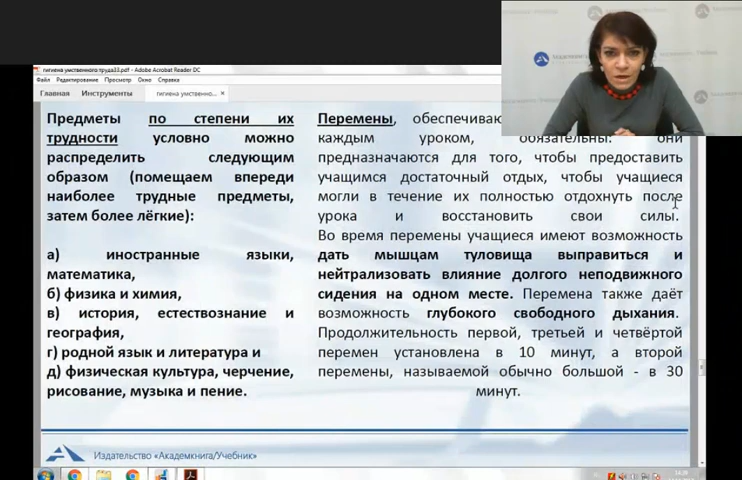 гигиена умственного труда33.pdf - Adobe Acrobat Reader DC
Файл Редактирование Просмотр Окно Справка
Главная Инструменты гигиена умственно... ×
Предметы по степени их
трудности условно можно
распределить следующим
образом (помещаем впереди
наиболее трудные предметы,
затем более лёгкие):
а) иностранные языки,
математика,
б) физика и химия,
в) история, естествознание и
география,
г) родной язык и литература и
д) физическая культура, черчение,
рисование, музыка и пение.
Перемены, обеспечиваю
каждым уроком, обязательны: они
предназначаются для того, чтобы предоставить
учащимся достаточный отдых, чтобы учащиеся
могли в течение их полностью отдохнуть после
урока и восстановить свои силы.
Во время перемены учащиеся имеют возможность
дать мышцам туловища выправиться и
нейтрализовать влияние долгого неподвижного
сидения на одном месте. Перемена также даёт
возможность глубокого свободного дыхания.
Продолжительность первой, третьей и четвёртой
перемен установлена в 10 минут, а второй
перемены, называемой обычно большой - в 30
минут.
Издательство «Академкнига/Учебник»